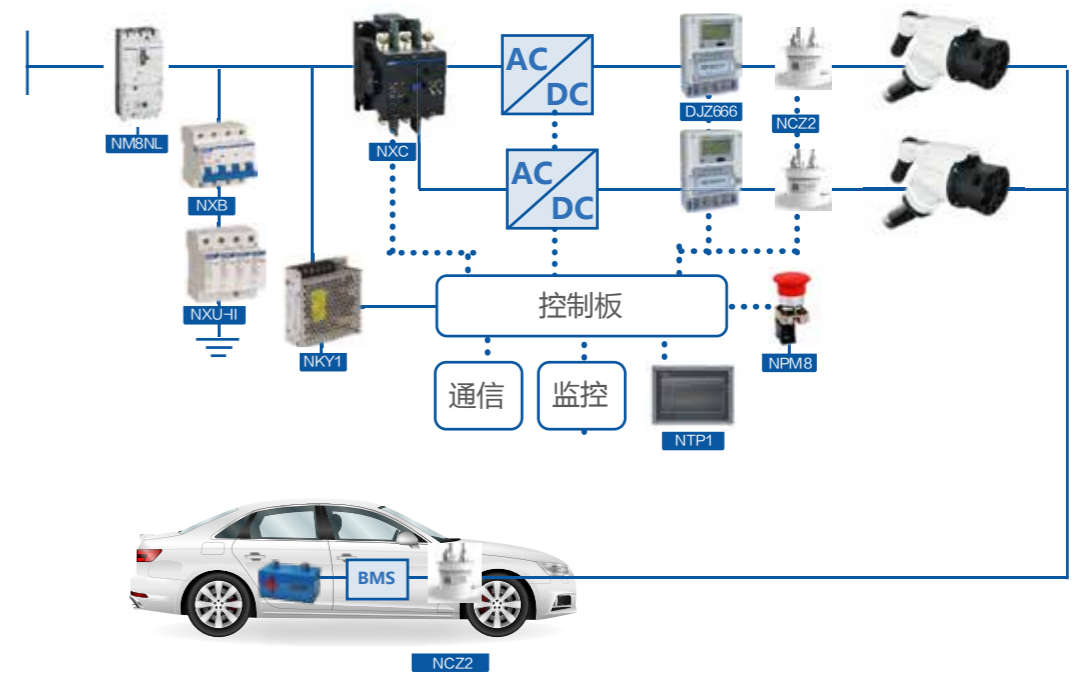 AC
DC
DJZ666
NCZ2
NM8NL
NXC
AC
DC
NXB
NXU-II
控制板
NKY1
NPM8
通信
监控
NTP1
BMS
NCZ2